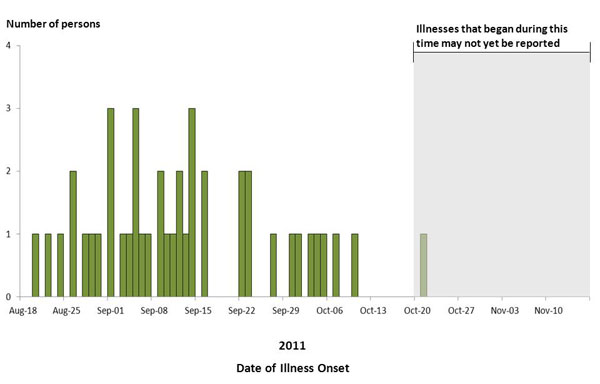 Number of persons
Illnesses that began during this
time may not yet be reported
4
3
2
1
0
Aug-18 Aug-25 Sep-01 Sep-08 Sep-15 Sep-22 Sep-29 Oct-06 Oct-13 Oct-20 Oct-27 Nov-03 Nov-10
2011
Date of Illness Onset